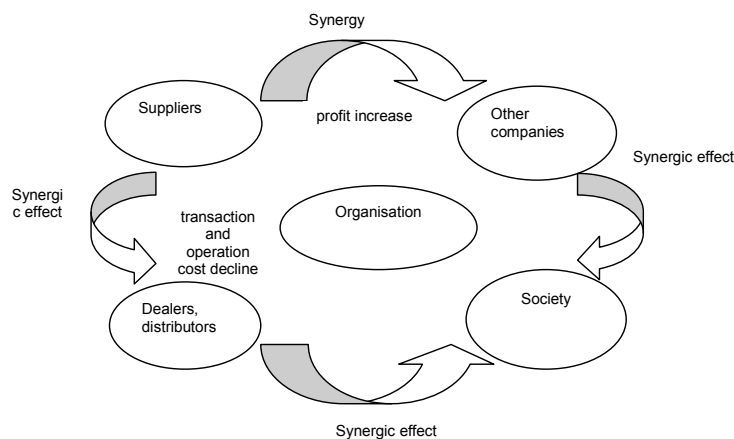 Synergy
Suppliers
profit increase
Other
companies
Synergic effect
Synergi
c effect
transaction
and
operation
cost decline
Organisation
Dealers,
distributors
Society
Synergic effect